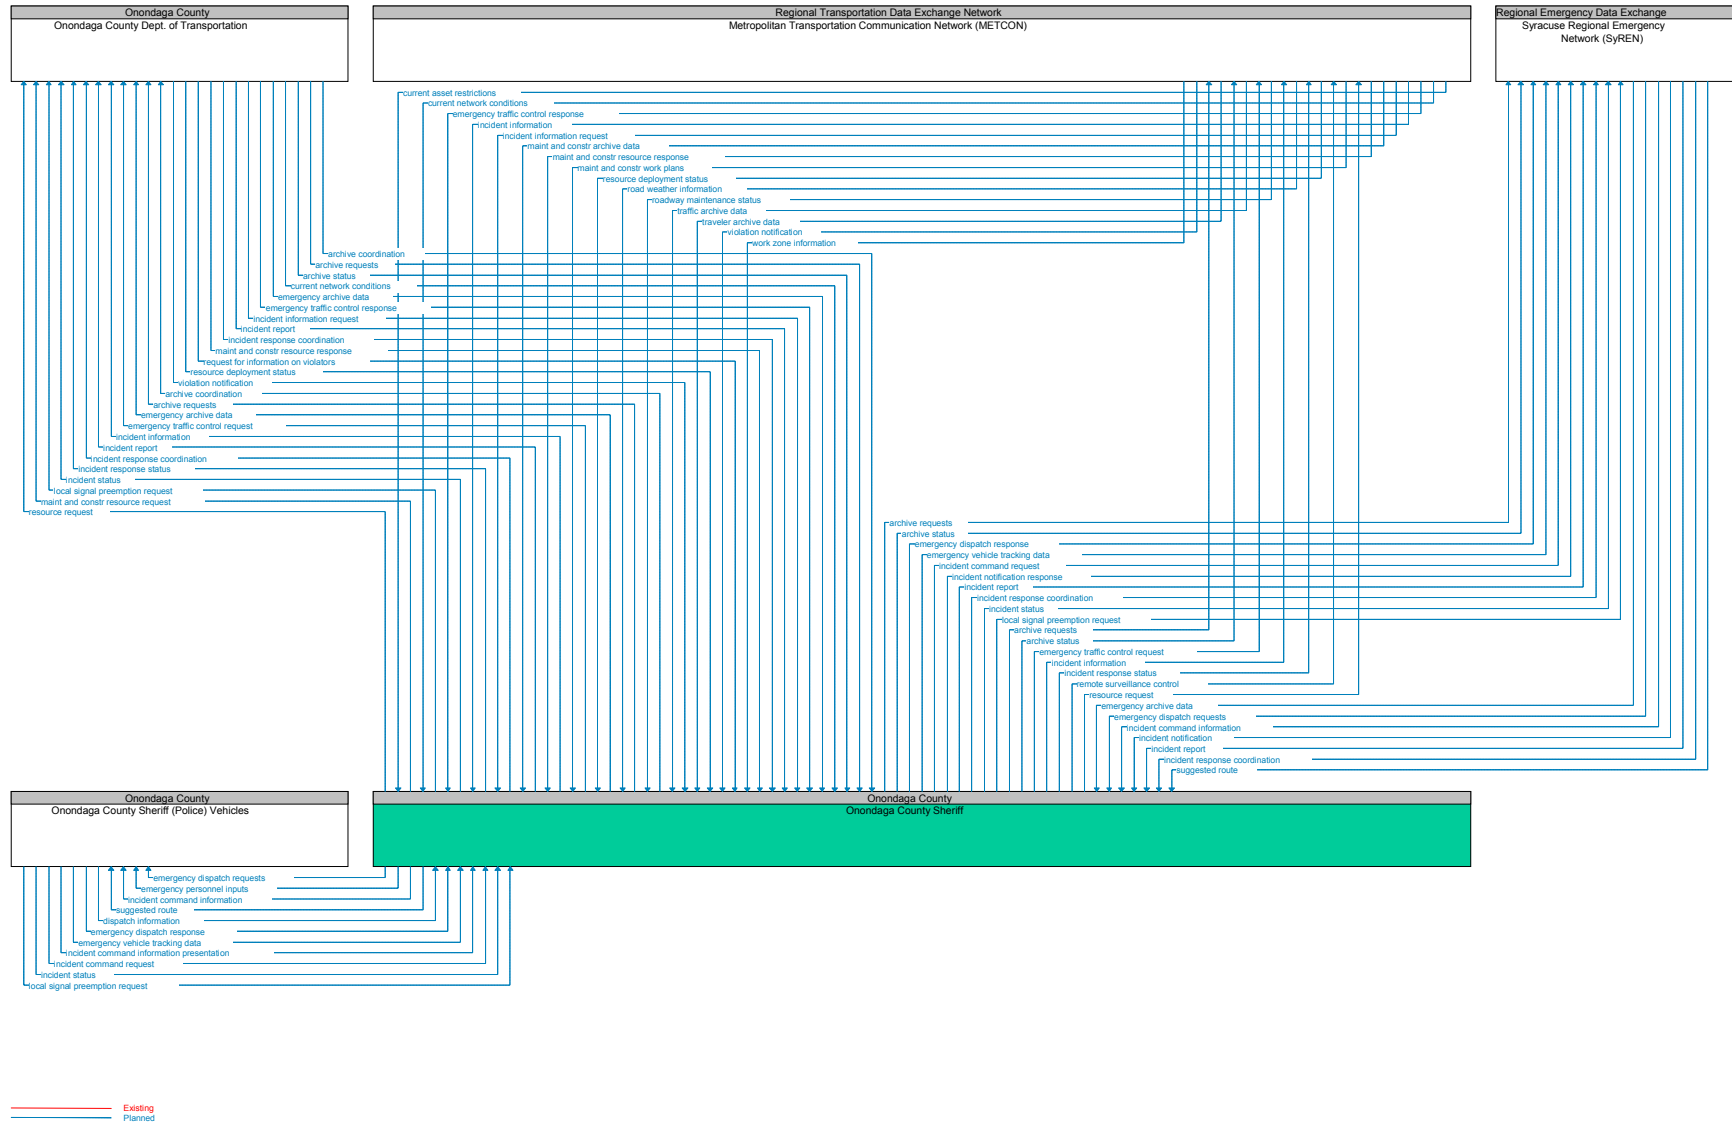 Onondaga County
Onondaga County Dept. of Transportation
Regional Transportation Data Exchange Network
Metropolitan Transportation Communication Network (METCON)
Regional Emergency Data Exchange
Syracuse Regional Emergency
Network (SyREN)
current asset restrictions
current network conditions
emergency traffic control response
incident information
incident information request
maint and constr archive data
maint and constr resource response
maint and constr work plans
resource deployment status
road weather information
roadway maintenance status
traffic archive data
traveler archive data
violation notification
work zone information
archive coordination
archive requests
archive status
current network conditions
emergency archive data
emergency traffic control response
incident information request
incident report
incident response coordination
maint and constr resource response
request for information on violators
resource deployment status
violation notification
archive coordination
archive requests
emergency archive data
emergency traffic control request
incident information
incident report
incident response coordination
incident response status
incident status
local signal preemption request
maint and constr resource request
resource request
archive requests
archive status
emergency dispatch response
emergency vehicle tracking data
incident command request
incident notification response
incident report
incident response coordination
incident status
local signal preemption request
archive requests
archive status
emergency traffic control request
incident information
incident response status
remote surveillance control
resource request
emergency archive data
emergency dispatch requests
incident command information
incident notification
incident report
incident response coordination
suggested route
Onondaga County
Onondaga County Sheriff (Police) Vehicles
Onondaga County
Onondaga County Sheriff
emergency dispatch requests
emergency personnel inputs
incident command information
suggested route
dispatch information
emergency dispatch response
emergency vehicle tracking data
incident command information presentation
incident command request
incident status
local signal preemption request
Existing
Planned